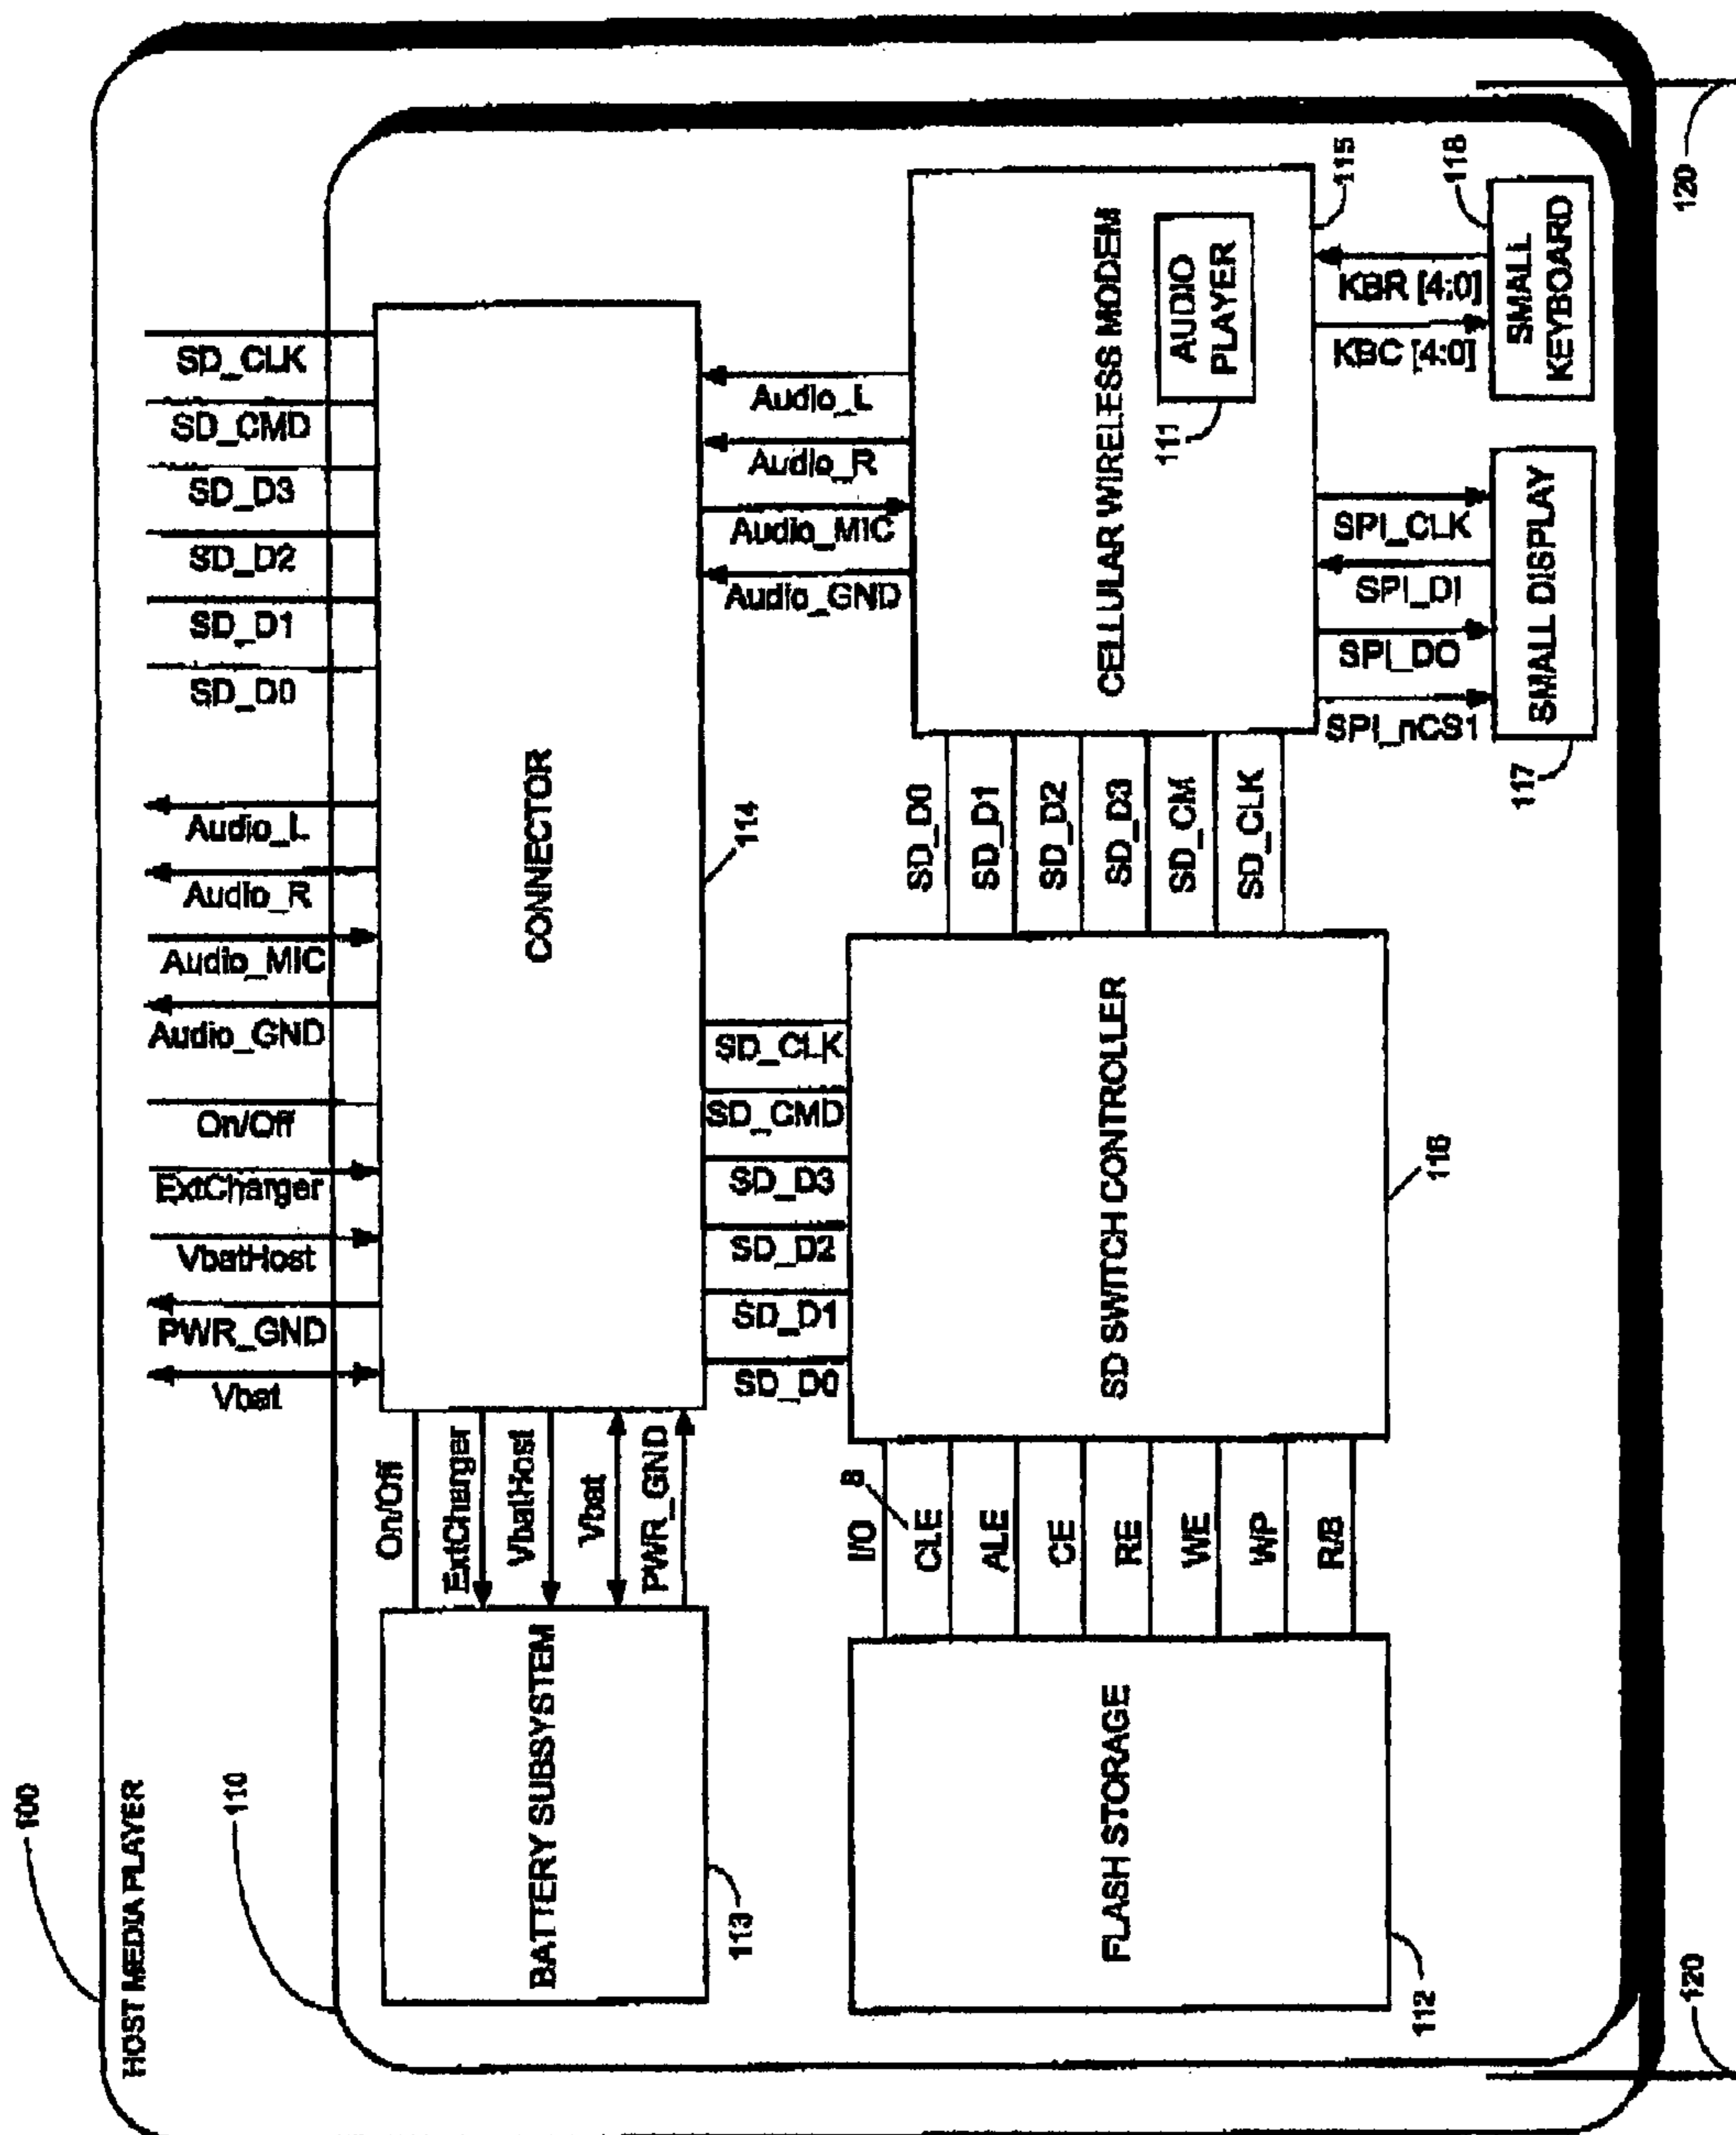 100
HOST MEDIA PLAYER
110
Vbat
PWR_GND
VbatHost
ExtCharger
On/Off
Audio_GND
Audio_MIC
Audio_R
Audio_L
SD_D0
SD_D1
SD_D2
SD_D3
SD_CMD
SD_CLK
BATTERY SUBSYSTEM
113
On/Off
ExtCharger
VbatHost
Vbat
PWR_GND
CONNECTOR
114
SD_D0
SD_D1
SD_D2
SD_D3
SD_CMD
SD_CLK
Audio_GND
Audio_MIC
Audio_R
Audio_L
FLASH STORAGE
112
I/O
8
CLE
ALE
CE
RE
WE
WP
R/B
SD SWITCH CONTROLLER
116
SD_D0
SD_D1
SD_D2
SD_D3
SD_CM
SD_CLK
CELLULAR WIRELESS MODEM
111
AUDIO
PLAYER
115
SPI_nCS1
SPI_DO
SPI_DI
SPI_CLK
KBC [4:0]
KBR [4:0]
118
117
SMALL DISPLAY
SMALL
KEYBOARD
120
120